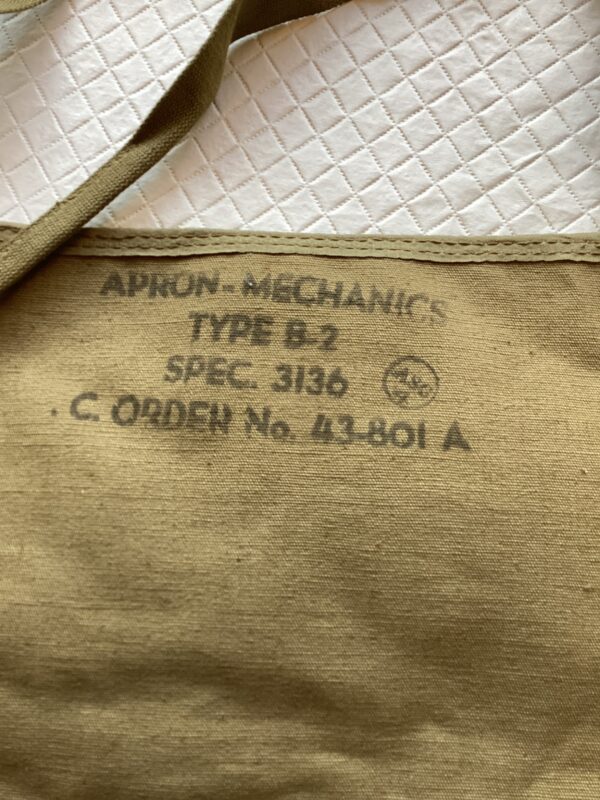 APRON-MECHANICS
TYPE B-2
SPEC. 3136
. C. ORDER No. 43-801 A